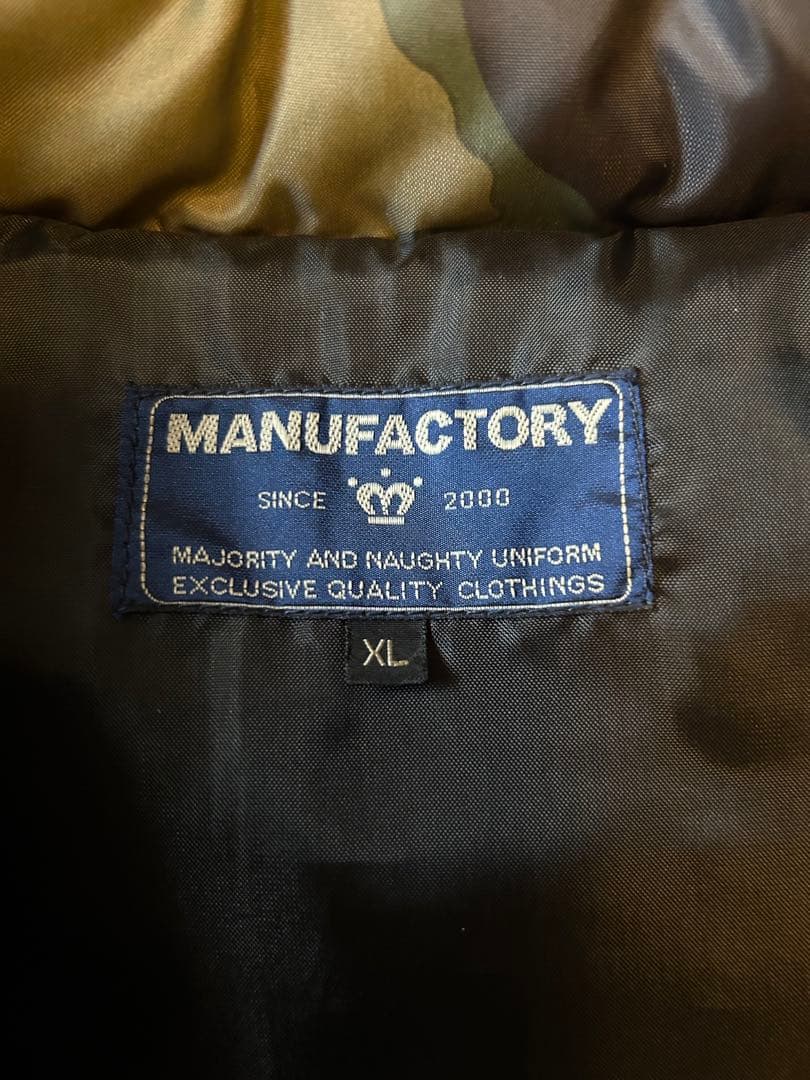 MANUFACTORY
SINCE 2000
MAJORITY AND NAUGHTY UNIFORM
EXCLUSIVE QUALITY CLOTHINGS
XL